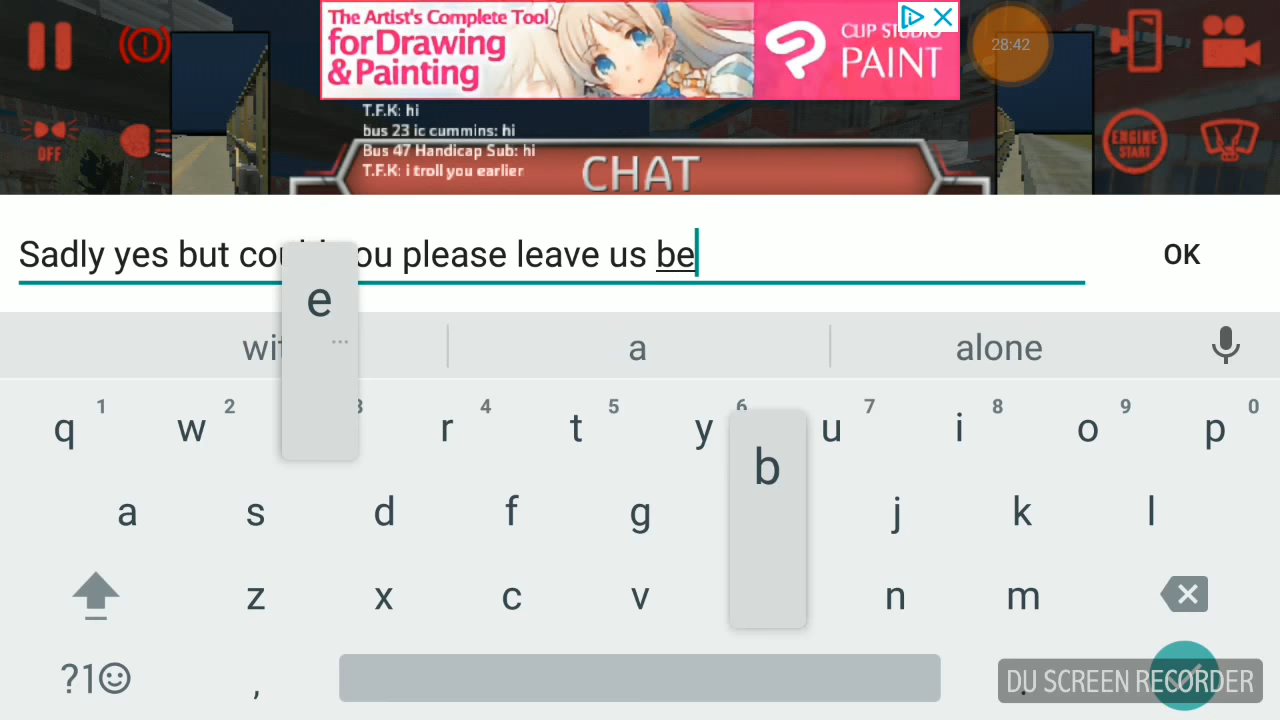 The Artist's Complete Tool
for Drawing
& Painting
CLIP STUDIO
PAINT
28:42
OFF
ENGINE
START
T.F.K: hi
bus 23 ic cummins: hi
Bus 47 Handicap Sub: hi
T.F.K: i troll you earlier
CHAT
Sadly yes but could you please leave us be
OK
e
a
alone
1 2 3 4 5 6 7 8 9 0
q w r t y u i o p
b
a s d f g j k l
z x c v n m
?1 ,
DU SCREEN RECORDER